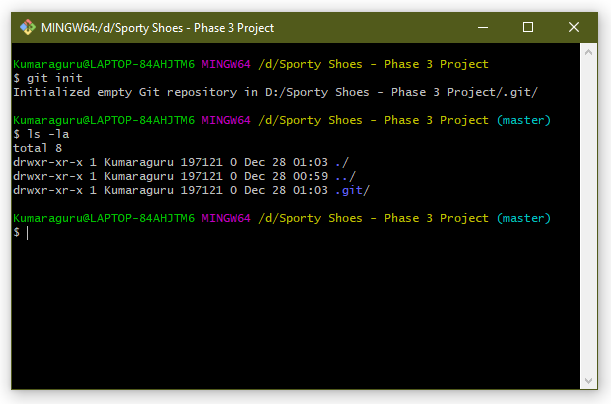 MINGW64:/d/Sporty Shoes - Phase 3 Project
Kumaraguru@LAPTOP-84AHJTM6 MINGW64 /d/Sporty Shoes - Phase 3 Project
$ git init
Initialized empty Git repository in D:/Sporty Shoes - Phase 3 Project/.git/
Kumaraguru@LAPTOP-84AHJTM6 MINGW64 /d/Sporty Shoes - Phase 3 Project (master)
$ ls -la
total 8
drwxr-xr-x 1 Kumaraguru 197121 0 Dec 28 01:03 ./
drwxr-xr-x 1 Kumaraguru 197121 0 Dec 28 00:59 ../
drwxr-xr-x 1 Kumaraguru 197121 0 Dec 28 01:03 .git/
Kumaraguru@LAPTOP-84AHJTM6 MINGW64 /d/Sporty Shoes - Phase 3 Project (master)
$